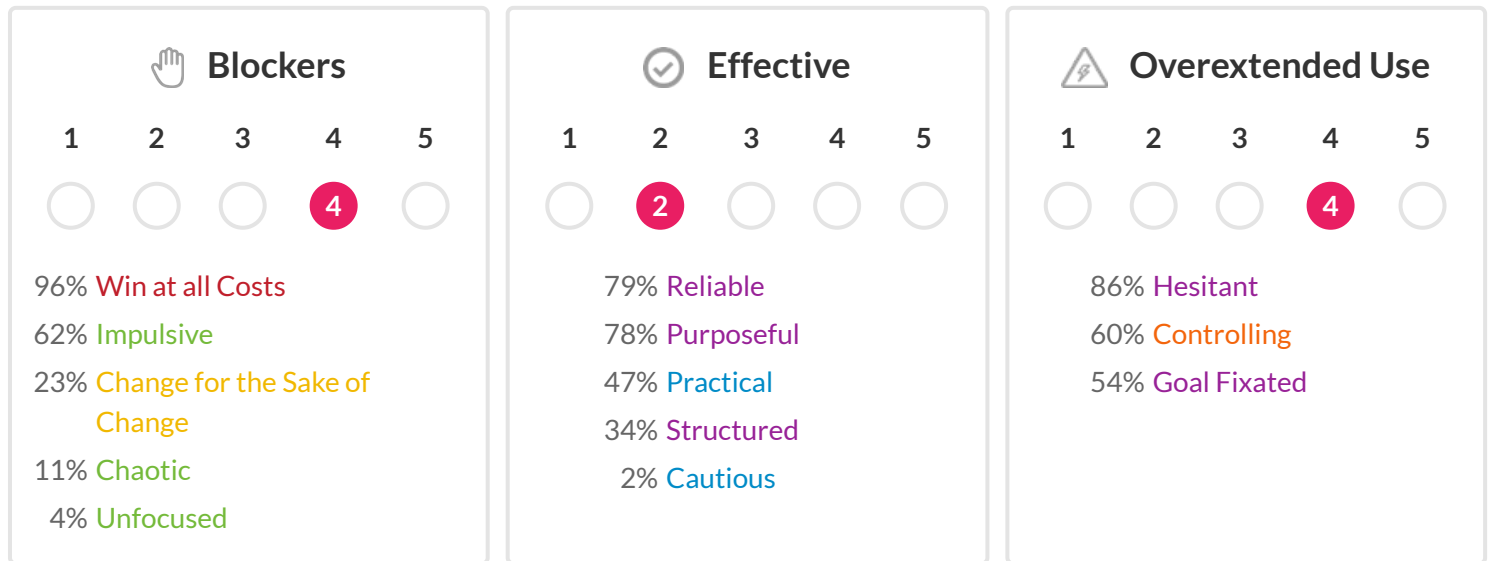 Blockers
1 2 3 4 5
4
96% Win at all Costs
62% Impulsive
23% Change for the Sake of
Change
11% Chaotic
4% Unfocused
Effective
1 2 3 4 5
2
79% Reliable
78% Purposeful
47% Practical
34% Structured
2% Cautious
Overextended Use
1 2 3 4 5
4
86% Hesitant
60% Controlling
54% Goal Fixated